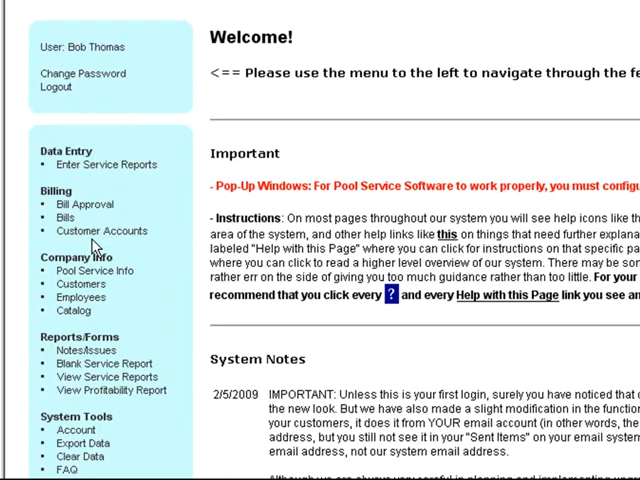 User: Bob Thomas
Change Password
Logout
Data Entry
• Enter Service Reports
Billing
• Bill Approval
• Bills
• Customer Accounts
Company Info
• Pool Service Info
• Customers
• Employees
• Catalog
Reports/Forms
• Notes/Issues
• Blank Service Report
• View Service Reports
• View Profitability Report
System Tools
• Account
• Export Data
• Clear Data
• FAQ
Welcome!
<== Please use the menu to the left to navigate through the fe
Important
- Pop-Up Windows: For Pool Service Software to work properly, you must configu
- Instructions: On most pages throughout our system you will see help icons like th
area of the system, and other help links like this on things that need further explana
labeled "Help with this Page" where you can click for instructions on that specific pa
where you can click to read a higher level overview of our system. There may be son
rather err on the side of giving you too much guidance rather than too little. For your
recommend that you click every ? and every Help with this Page link you see an
System Notes
2/5/2009 IMPORTANT: Unless this is your first login, surely you have noticed that o
the new look. But we have also made a slight modification in the function
your customers, it does it from YOUR email account (in other words, the
address, but you still not see it in your "Sent Items" on your email system
email address, not our system email address.